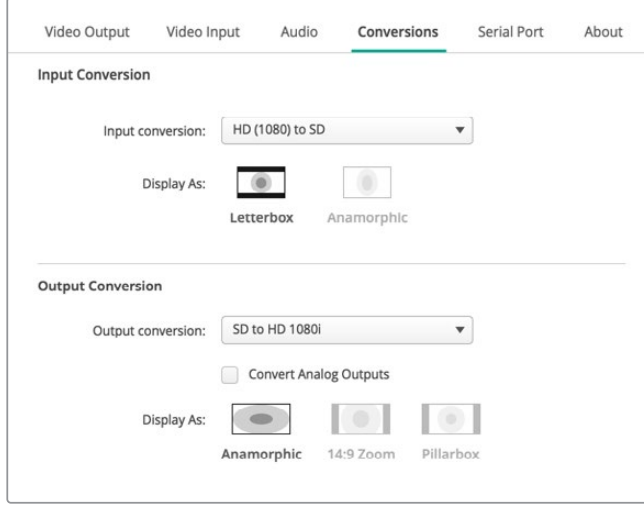 Video Output Video Input Audio Conversions Serial Port About
Input Conversion
Input conversion: HD (1080) to SD
Display As:
Letterbox Anamorphic
Output Conversion
Output conversion: SD to HD 1080i
Convert Analog Outputs
Display As:
Anamorphic 14:9 Zoom Pillarbox